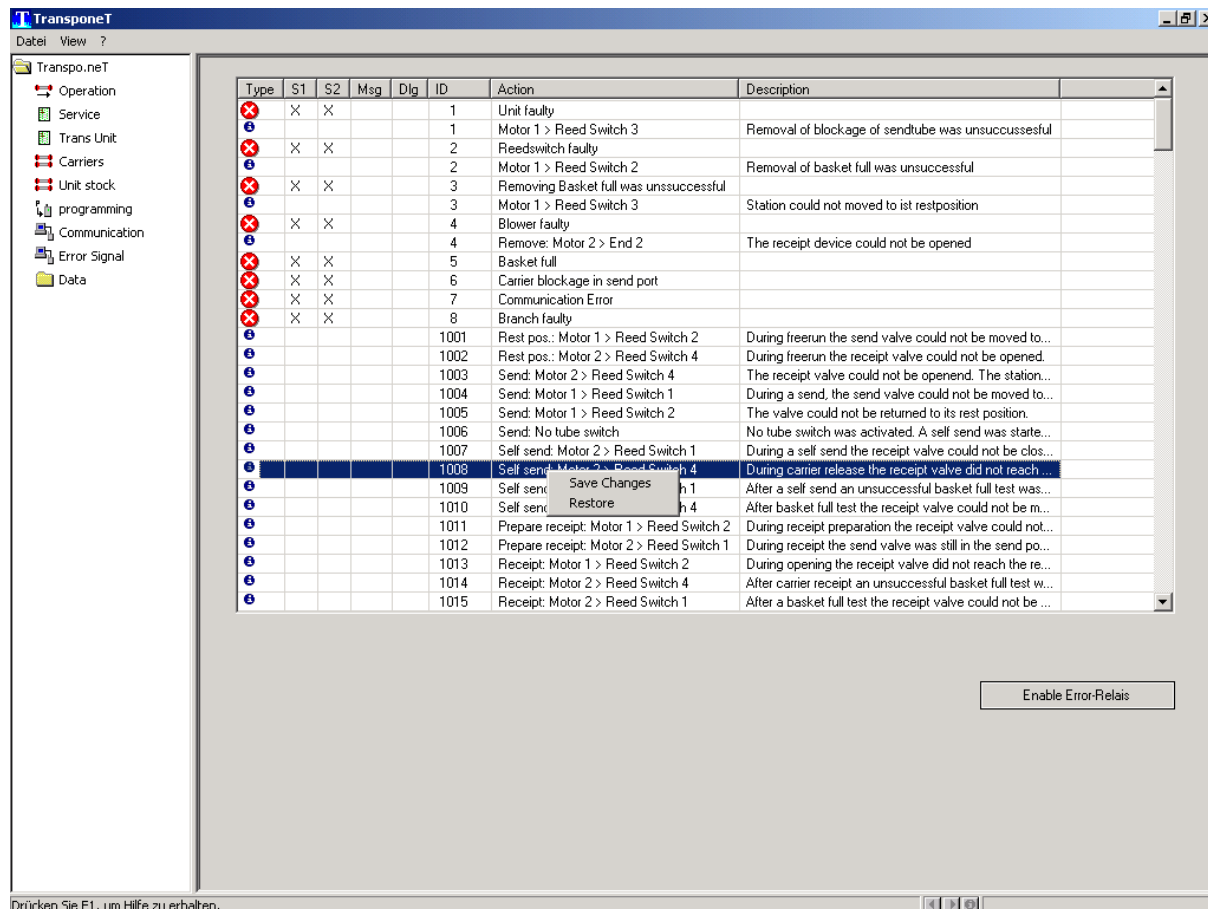 TransponeT
Datei View ?
Transpo.neT
Operation
Service
Trans Unit
Carriers
Unit stock
programming
Communication
Error Signal
Data
Type S1 S2 Msg Dlg ID Action Description
X X 1 Unit faulty
1 Motor 1 > Reed Switch 3 Removal of blockage of sendtube was unsuccussesful
X X 2 Reedswitch faulty
2 Motor 1 > Reed Switch 2 Removal of basket full was unsuccessful
X X 3 Removing Basket full was unssuccessful
3 Motor 1 > Reed Switch 3 Station could not moved to ist restposition
X X 4 Blower faulty
4 Remove: Motor 2 > End 2 The receipt device could not be opened
X X 5 Basket full
X X 6 Carrier blockage in send port
X X 7 Communication Error
X X 8 Branch faulty
1001 Rest pos.: Motor 1 > Reed Switch 2 During freerun the send valve could not be moved to...
1002 Rest pos.: Motor 2 > Reed Switch 4 During freerun the receipt valve could not be opened.
1003 Send: Motor 2 > Reed Switch 4 The receipt valve could not be openend. The station...
1004 Send: Motor 1 > Reed Switch 1 During a send, the send valve could not be moved to...
1005 Send: Motor 1 > Reed Switch 2 The valve could not be returned to its rest position.
1006 Send: No tube switch No tube switch was activated. A self send was starte...
1007 Self send: Motor 2 > Reed Switch 1 During a self send the receipt valve could not be clos...
1008 Self send: Motor 2 > Reed Switch 4 During carrier release the receipt valve did not reach ...
1009 Self send h 1 After a self send an unsuccessful basket full test was...
1010 Self send h 4 After basket full test the receipt valve could not be m...
Save Changes
Restore
1011 Prepare receipt: Motor 1 > Reed Switch 2 During receipt preparation the receipt valve could not...
1012 Prepare receipt: Motor 2 > Reed Switch 1 During receipt the send valve was still in the send po...
1013 Receipt: Motor 1 > Reed Switch 2 During opening the receipt valve did not reach the re...
1014 Receipt: Motor 2 > Reed Switch 4 After carrier receipt an unsuccessful basket full test w...
1015 Receipt: Motor 2 > Reed Switch 1 After a basket full test the receipt valve could not be ...
Enable Error-Relais
Drücken Sie F1, um Hilfe zu erhalten.